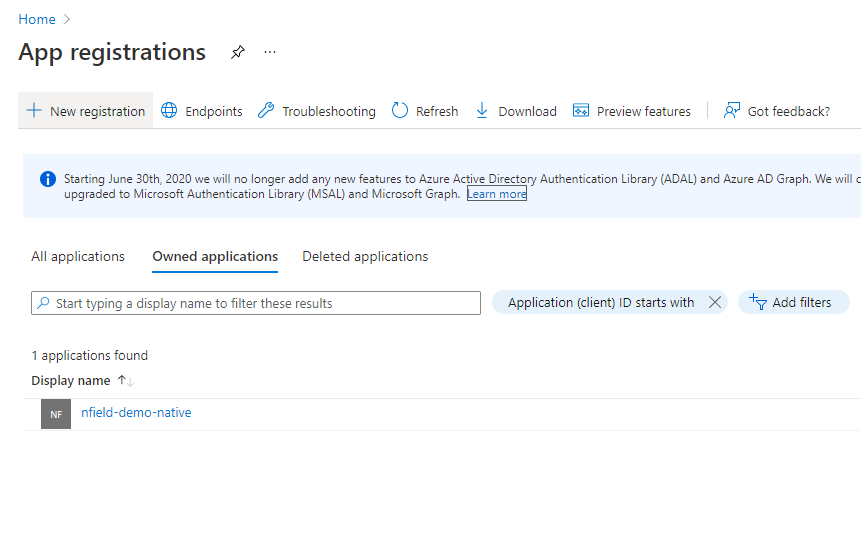 Home
App registrations
New registration Endpoints Troubleshooting Refresh Download Preview features Got feedback?
Starting June 30th, 2020 we will no longer add any new features to Azure Active Directory Authentication Library (ADAL) and Azure AD Graph. We will c
upgraded to Microsoft Authentication Library (MSAL) and Microsoft Graph. Learn more
All applications Owned applications Deleted applications
Start typing a display name to filter these results Application (client) ID starts with Add filters
1 applications found
Display name
NF nfield-demo-native